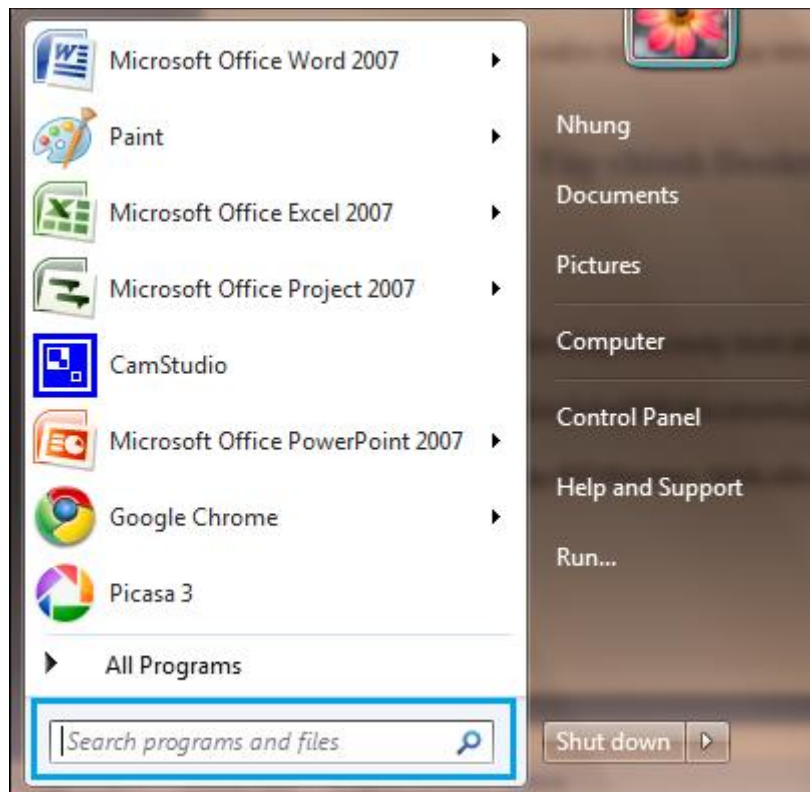 Microsoft Office Word 2007
Paint
Microsoft Office Excel 2007
Microsoft Office Project 2007
CamStudio
Microsoft Office PowerPoint 2007
Google Chrome
Picasa 3
All Programs
Search programs and files
Nhung
Documents
Pictures
Computer
Control Panel
Help and Support
Run...
Shut down